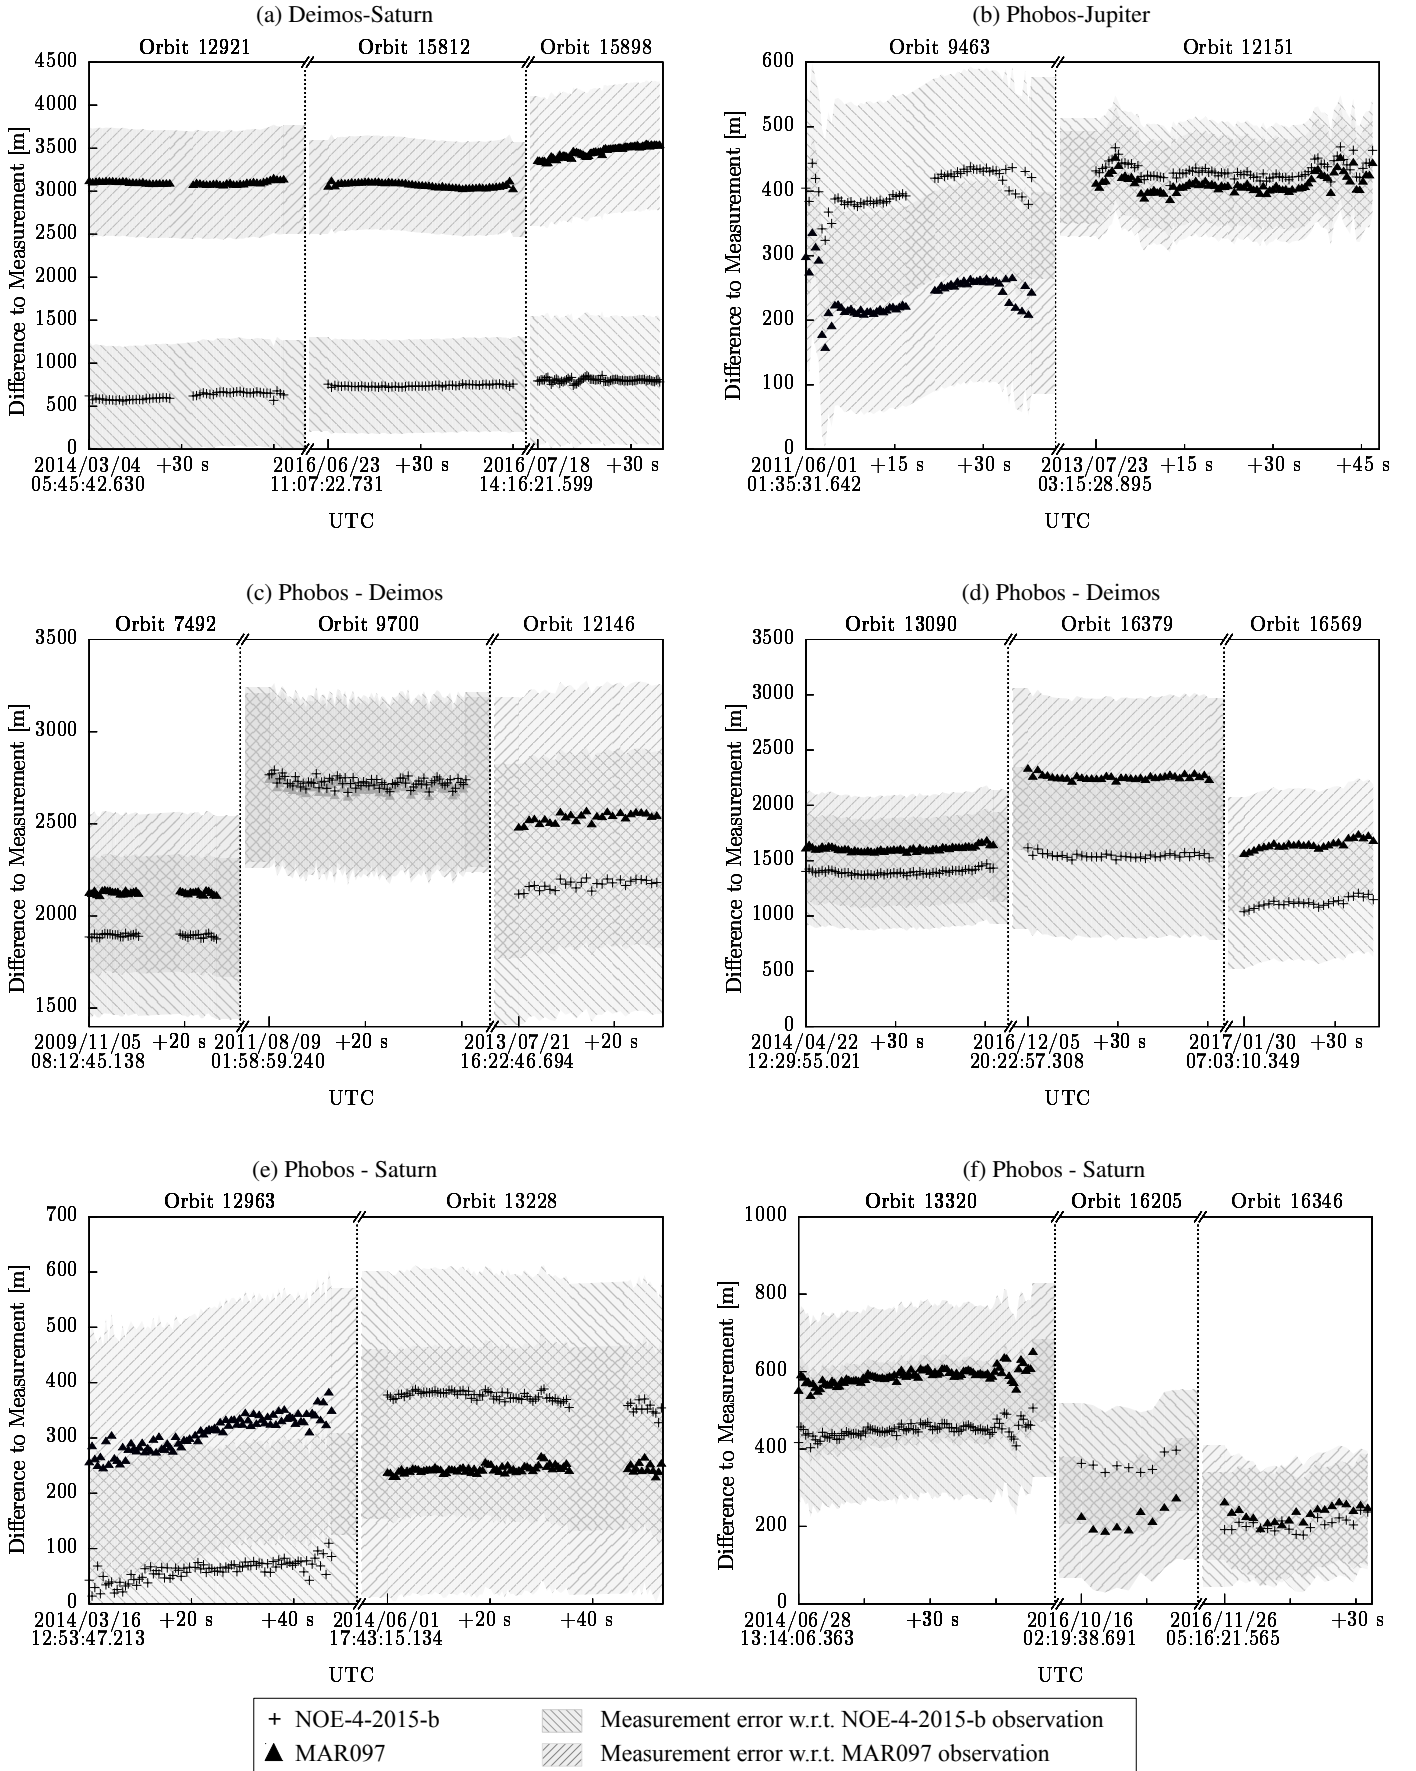 (a) Deimos-Saturn
Orbit 12921 Orbit 15812 Orbit 15898
4500
4000
3500
3000
2500
2000
1500
1000
500
0
Difference to Measurement [m]
2014/03/04 +30 s 2016/06/23 +30 s 2016/07/18 +30 s
05:45:42.630 11:07:22.731 14:16:21.599
UTC
(b) Phobos-Jupiter
Orbit 9463 Orbit 12151
600
500
400
300
200
100
0
Difference to Measurement [m]
2011/06/01 +15 s +30 s 2013/07/23 +15 s +30 s +45 s
01:35:31.642 03:15:28.895
UTC
(c) Phobos - Deimos
Orbit 7492 Orbit 9700 Orbit 12146
3500
3000
2500
2000
1500
Difference to Measurement [m]
2009/11/05 +20 s 2011/08/09 +20 s 2013/07/21 +20 s
08:12:45.138 01:58:59.240 16:22:46.694
UTC
(d) Phobos - Deimos
Orbit 13090 Orbit 16379 Orbit 16569
3500
3000
2500
2000
1500
1000
500
0
Difference to Measurement [m]
2014/04/22 +30 s 2016/12/05 +30 s 2017/01/30 +30 s
12:29:55.021 20:22:57.308 07:03:10.349
UTC
(e) Phobos - Saturn
Orbit 12963 Orbit 13228
700
600
500
400
300
200
100
0
Difference to Measurement [m]
2014/03/16 +20 s +40 s 2014/06/01 +20 s +40 s
12:53:47.213 17:43:15.134
UTC
(f) Phobos - Saturn
Orbit 13320 Orbit 16205 Orbit 16346
1000
800
600
400
200
0
Difference to Measurement [m]
2014/06/28 +30 s 2016/10/16 2016/11/26 +30 s
13:14:06.363 02:19:38.691 05:16:21.565
UTC
+ NOE-4-2015-b Measurement error w.r.t. NOE-4-2015-b observation
▲ MAR097 Measurement error w.r.t. MAR097 observation